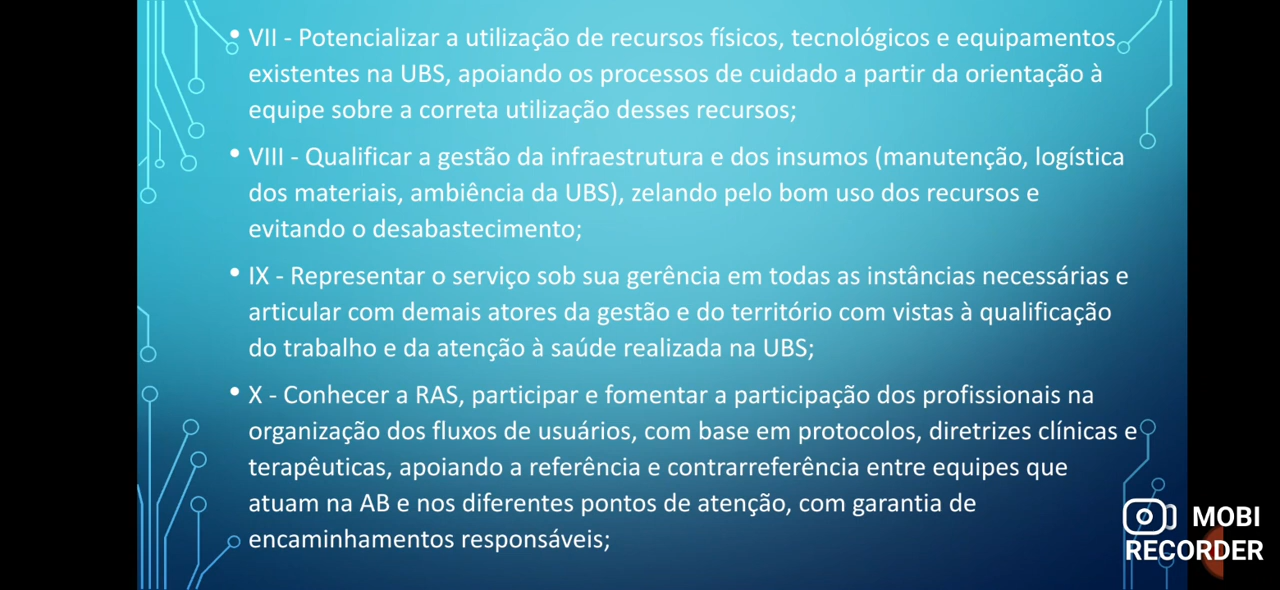 • VII - Potencializar a utilização de recursos físicos, tecnológicos e equipamentos
existentes na UBS, apoiando os processos de cuidado a partir da orientação à
equipe sobre a correta utilização desses recursos;
• VIII - Qualificar a gestão da infraestrutura e dos insumos (manutenção, logística
dos materiais, ambiência da UBS), zelando pelo bom uso dos recursos e
evitando o desabastecimento;
• IX - Representar o serviço sob sua gerência em todas as instâncias necessárias e
articular com demais atores da gestão e do território com vistas à qualificação
do trabalho e da atenção à saúde realizada na UBS;
• X - Conhecer a RAS, participar e fomentar a participação dos profissionais na
organização dos fluxos de usuários, com base em protocolos, diretrizes clínicas e
terapêuticas, apoiando a referência e contrarreferência entre equipes que
atuam na AB e nos diferentes pontos de atenção, com garantia de
encaminhamentos responsáveis;
MOBI
RECORDER